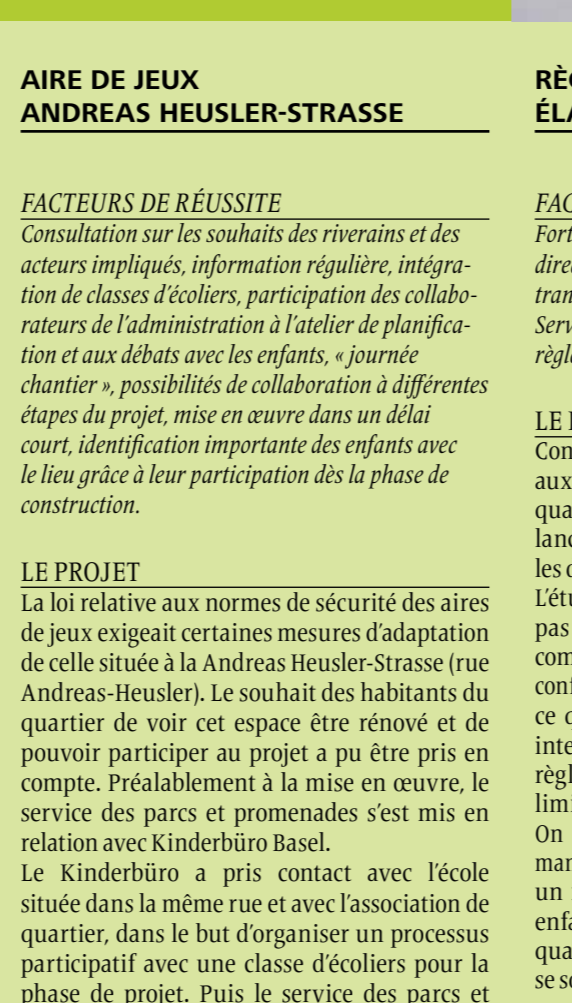 AIRE DE JEUX
ANDREAS HEUSLER-STRASSE
FACTEURS DE RÉUSSITE
Consultation sur les souhaits des riverains et des
acteurs impliqués, information régulière, intégra-
tion de classes d'écoliers, participation des collabo-
rateurs de l'administration à l'atelier de planifica-
tion et aux débats avec les enfants, « journée
chantier », possibilités de collaboration à différentes
étapes du projet, mise en œuvre dans un délai
court, identification importante des enfants avec
le lieu grâce à leur participation dès la phase de
construction.
LE PROJET
La loi relative aux normes de sécurité des aires
de jeux exigeait certaines mesures d'adaptation
de celle située à la Andreas Heusler-Strasse (rue
Andreas-Heusler). Le souhait des habitants du
quartier de voir cet espace être rénové et de
pouvoir participer au projet a pu être pris en
compte. Préalablement à la mise en œuvre, le
service des parcs et promenades s'est mis en
relation avec Kinderbüro Basel.
Le Kinderbüro a pris contact avec l'école
située dans la même rue et avec l'association de
quartier, dans le but d'organiser un processus
participatif avec une classe d'écoliers pour la
phase de projet. Puis le service des parcs et